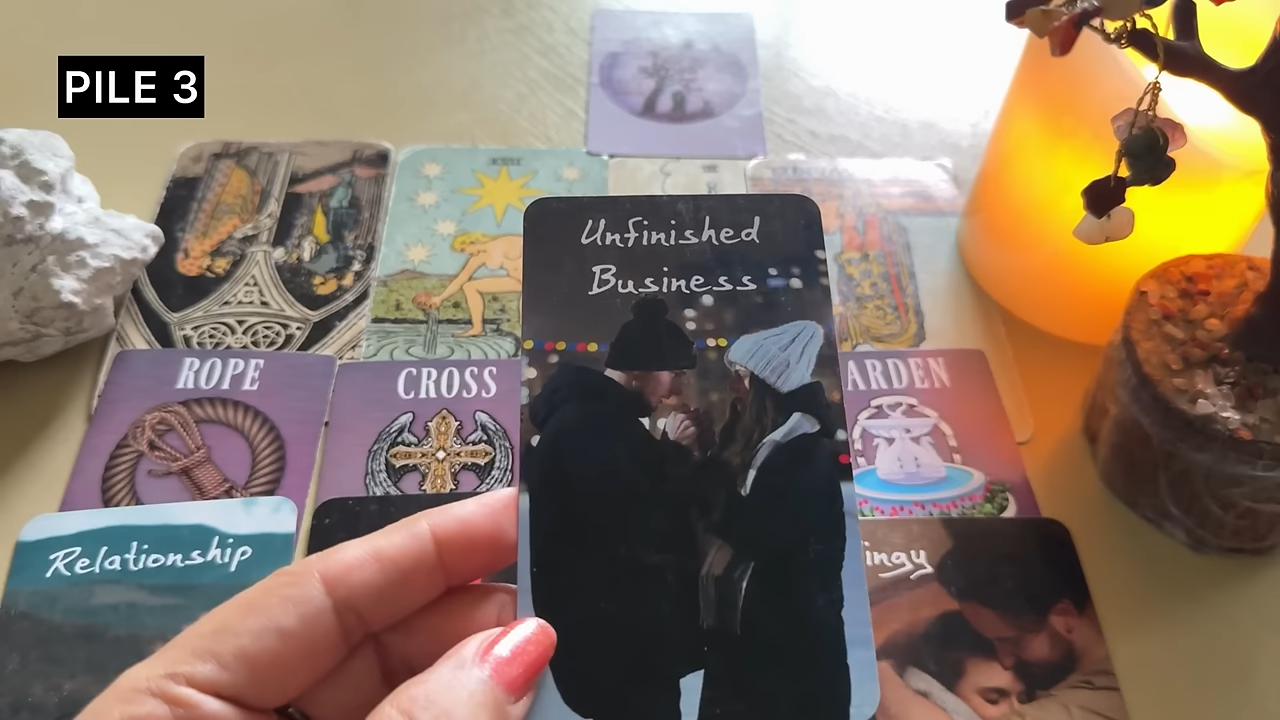 PILE 3
Unfinished
Business
ROPE
CROSS
ARDEN
Relationship
ingy